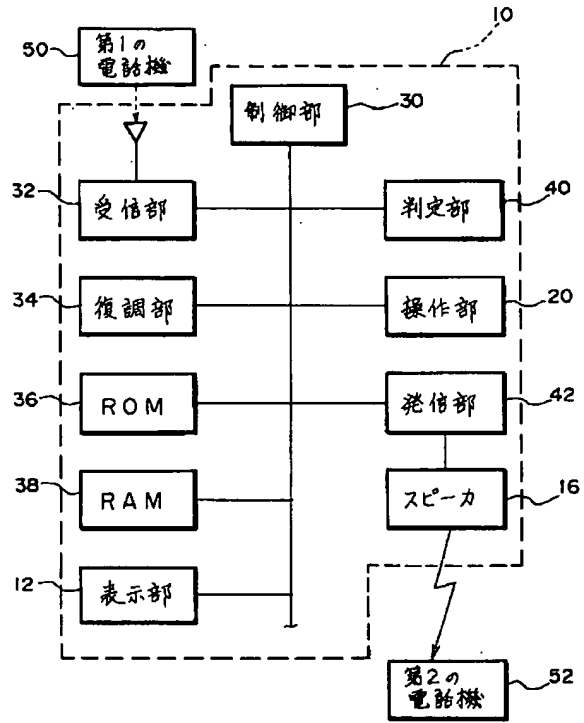 10
50
第1の
電話機
制御部
30
32
受信部
判定部
40
34
復調部
操作部
20
36
ROM
発信部
42
38
RAM
スピーカ
16
12
表示部
第2の
電話機
52